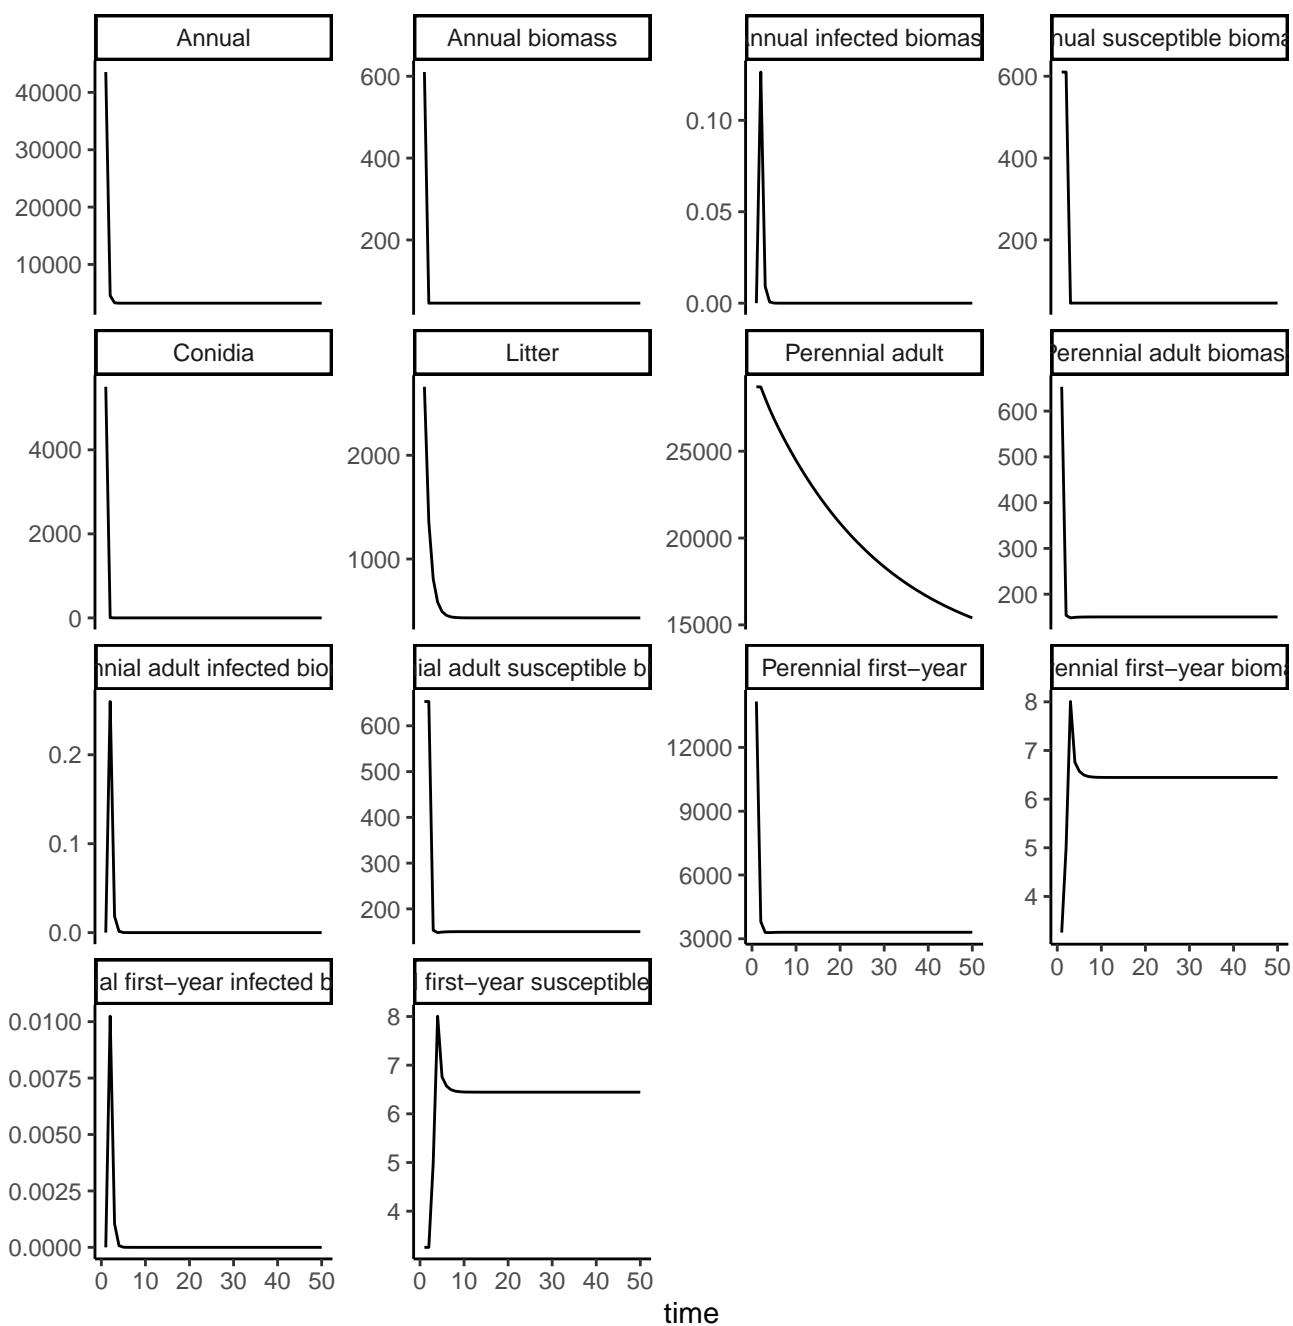 Annual
Annual biomass
nnual infected biomas
nual susceptible bioma
40000
30000
20000
10000
600
400
200
0.10
0.05
0.00
600
400
200
Conidia
Litter
Perennial adult
Perennial adult biomas
4000
2000
0
2000
1000
25000
20000
15000
600
500
400
300
200
nnial adult infected bio
ial adult susceptible b
Perennial first−year
ennial first−year bioma
0.2
0.1
0.0
600
500
400
300
200
12000
9000
6000
3000
8
7
6
5
4
0 10 20 30 40 50
0 10 20 30 40 50
al first−year infected b
first−year susceptible
0.0100
0.0075
0.0050
0.0025
0.0000
8
7
6
5
4
0 10 20 30 40 50
0 10 20 30 40 50
time